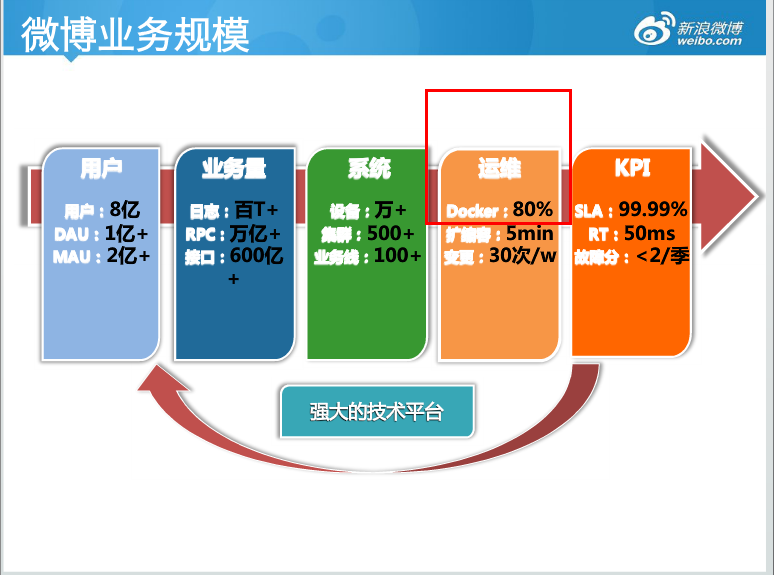 微博业务规模
新浪微博
weibo.com
用户
用户：8亿
DAU：1亿+
MAU：2亿+
业务量
日志：百T+
RPC：万亿+
接口：600亿
+
系统
设备：万+
集群：500+
业务线：100+
运维
Docker：80%
扩缩容：5min
变更：30次/w
KPI
SLA：99.99%
RT：50ms
故障分：<2/季
强大的技术平台